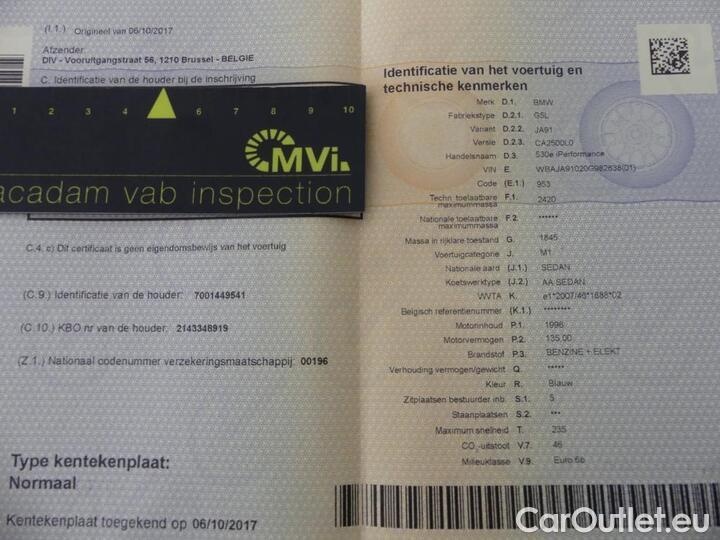 (I.1.) Origineel van 06/10/2017
Afzender:
DIV - Vooruitgangstraat 56, 1210 Brussel - BELGIE
C. Identificatie van de houder bij de inschrijving
1 2 3 4 5 6 7 8 9 10
MVi.
acadam vab inspection
C.4. c) Dit certificaat is geen eigendomsbewijs van het voertuig
(C.9.) Identificatie van de houder: 7001449541
(C.10.) KBO nr van de houder: 2143348919
(Z.1.) Nationaal codenummer verzekeringsmaatschappij: 00196
Type kentekenplaat:
Normaal
Kentekenplaat toegekend op 06/10/2017
Identificatie van het voertuig en
technische kenmerken
Merk D.1. BMW
Fabriekstype D.2.1. G5L
Variant D.2.2. JA91
Versie D.2.3. CA2500L0
Handelsnaam D.3. 530e iPerformance
VIN E. WBAJA91020G982638(01)
Code (E.1.) 953
Techn. toelaatbare maximummassa F.1. 2420
Nationale toelaatbare maximummassa F.2. ******
Massa in rijklare toestand G. 1845
Voertuigcategorie J. M1
Nationale aard (J.1.) SEDAN
Koetswerktype (J.2.) AA SEDAN
VVTA K. e1*2007/46*1688*02
Belgisch referentienummer (K.1.) ********
Motorinhoud P.1. 1998
Motorvermogen P.2. 135,00
Brandstof P.3. BENZINE + ELEKT
Verhouding vermogen/gewicht Q. *****
Kleur R. Blauw
Zitplaatsen bestuurder inb. S.1. 5
Staanplaatsen S.2. ***
Maximum snelheid T. 235
CO₂-uitstoot V.7. 46
Milieuklasse V.9. Euro 6b
CarOutlet.eu